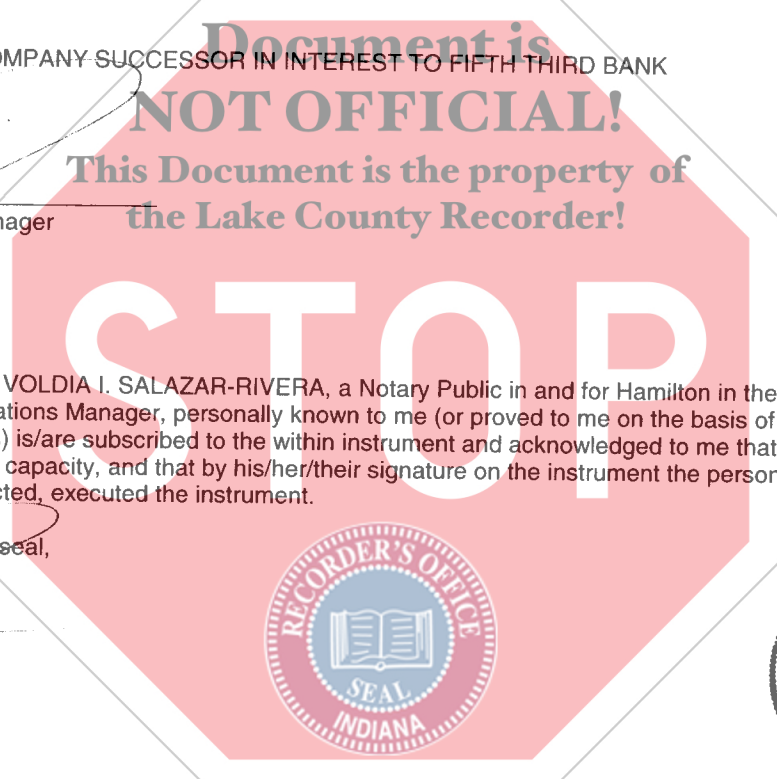 Document is
OMPANY SUCCESSOR IN INTEREST TO FIFTH THIRD BANK
NOT OFFICIAL!
This Document is the property of
the Lake County Recorder!
nager
STOP
VOLDIA I. SALAZAR-RIVERA, a Notary Public in and for Hamilton in the
ations Manager, personally known to me (or proved to me on the basis of
) is/are subscribed to the within instrument and acknowledged to me that
capacity, and that by his/her/their signature on the instrument the person
cted, executed the instrument.
seal,
RECORDER'S OFFICE
SEAL
INDIANA